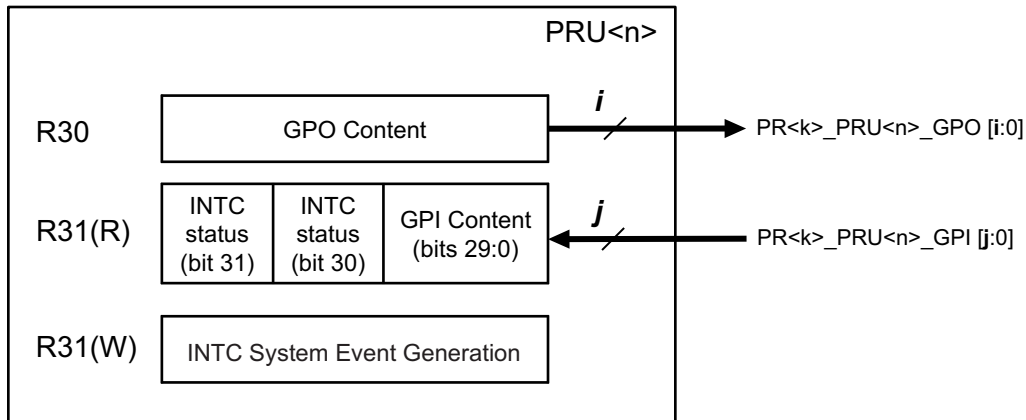 PRU<n>
i
R30
GPO Content
PR<k>_PRU<n>_GPO [i:0]
R31(R)
INTC
status
(bit 31)
INTC
status
(bit 30)
GPI Content
(bits 29:0)
j
PR<k>_PRU<n>_GPI [j:0]
R31(W)
INTC System Event Generation